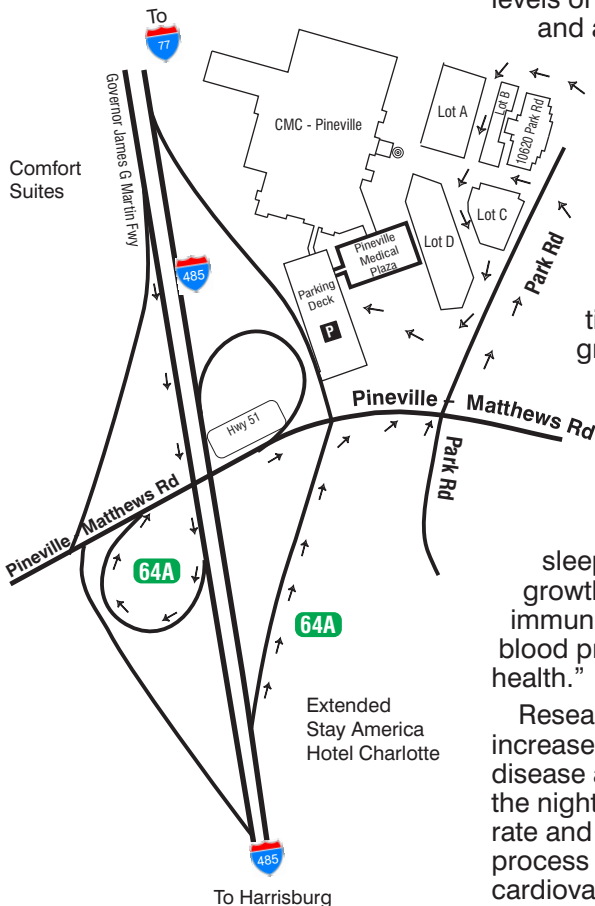 levels of
and a
To
77
Governor James G Martin Fwy
Comfort
Suites
CMC - Pineville
Lot A
Lot B
10620 Park Rd
Lot C
Lot D
Pineville
Medical
Plaza
485
Parking
Deck
P
Park Rd
ti
gr
Pineville - Matthews Rd
Hwy 51
Park Rd
Pineville - Matthews Rd
64A
64A
sleep
growth
immun
blood pr
health.”
Extended
Stay America
Hotel Charlotte
Resea
increase
disease a
the night
rate and
process
cardiova
485
To Harrisburg